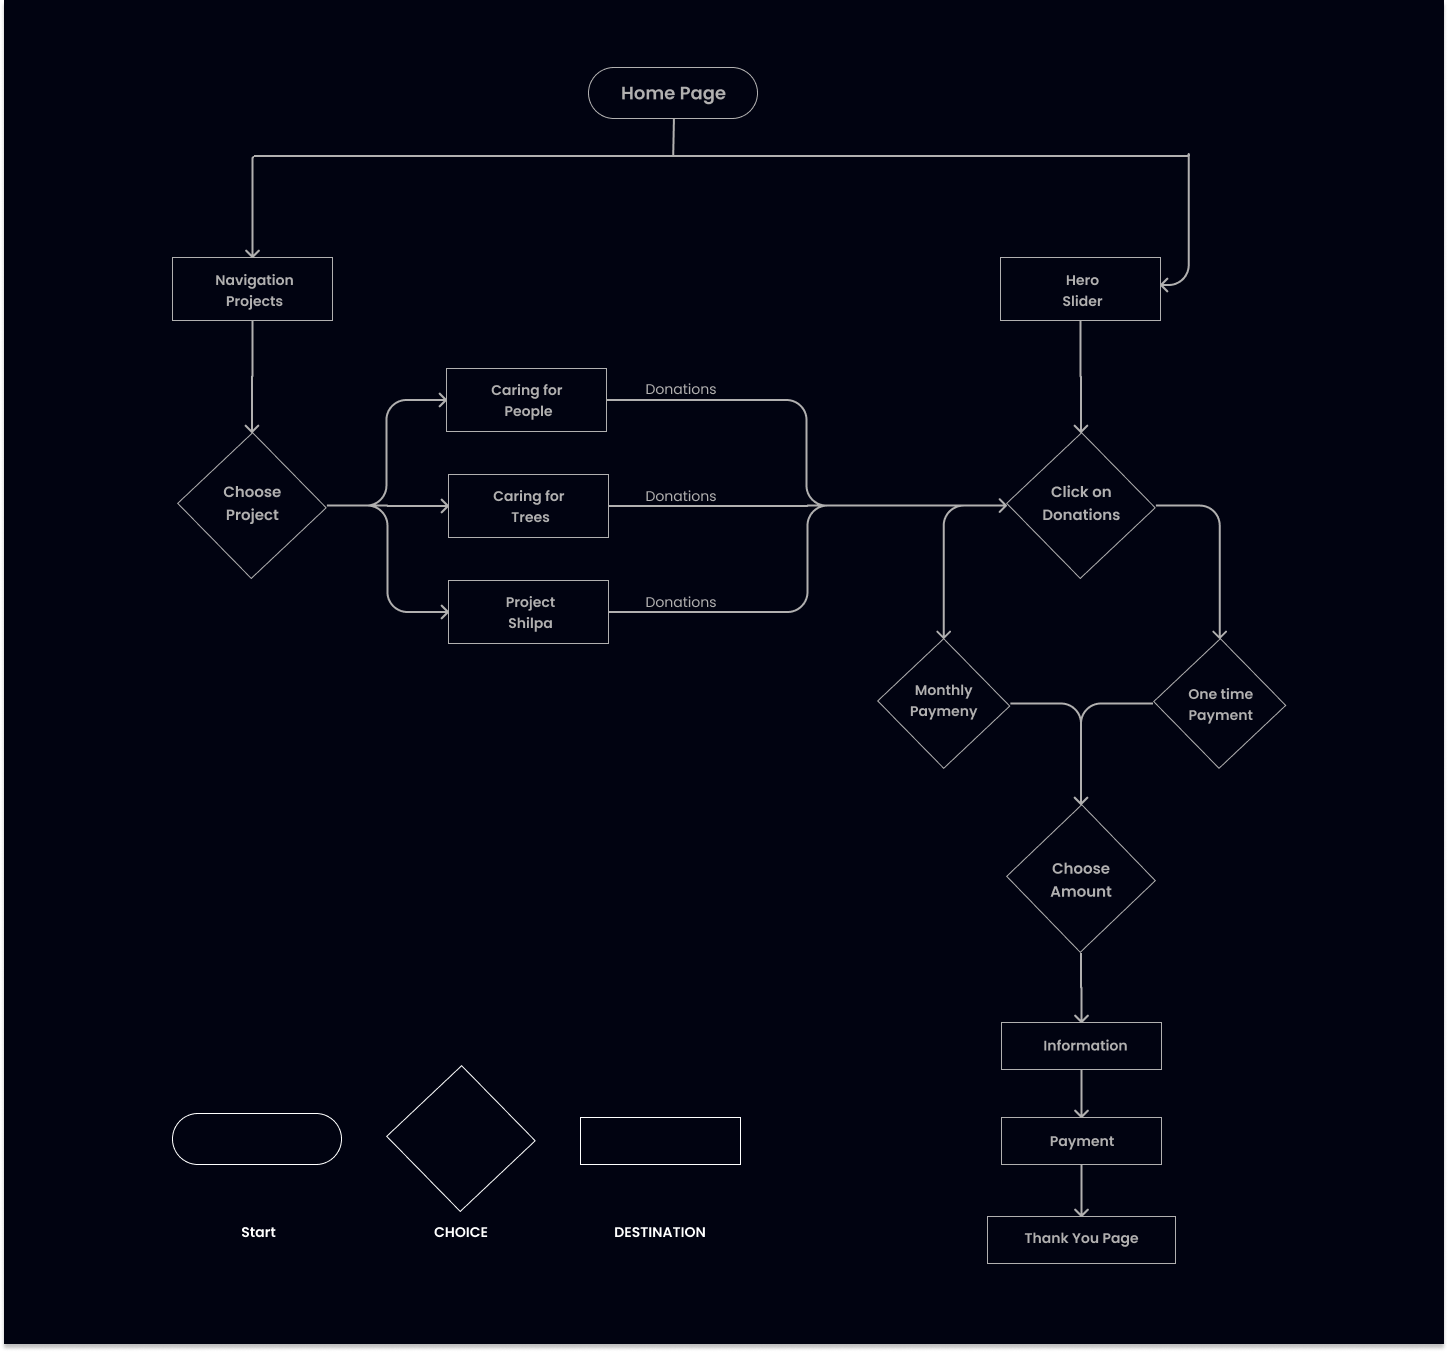 Home Page
Navigation
Projects
Hero
Slider
Caring for
People
Donations
Choose
Project
Caring for
Trees
Donations
Click on
Donations
Project
Shilpa
Donations
Monthly
Paymeny
One time
Payment
Choose
Amount
Information
Payment
Thank You Page
Start
CHOICE
DESTINATION